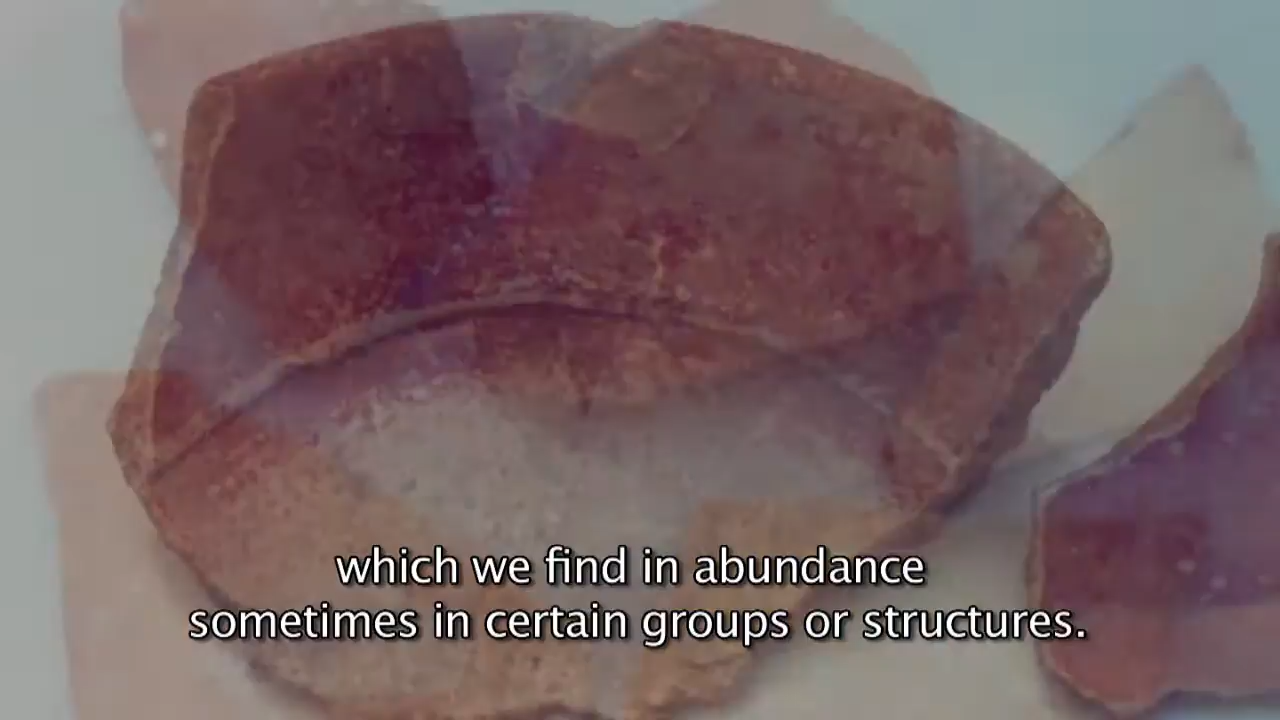 which we find in abundance
sometimes in certain groups or structures.